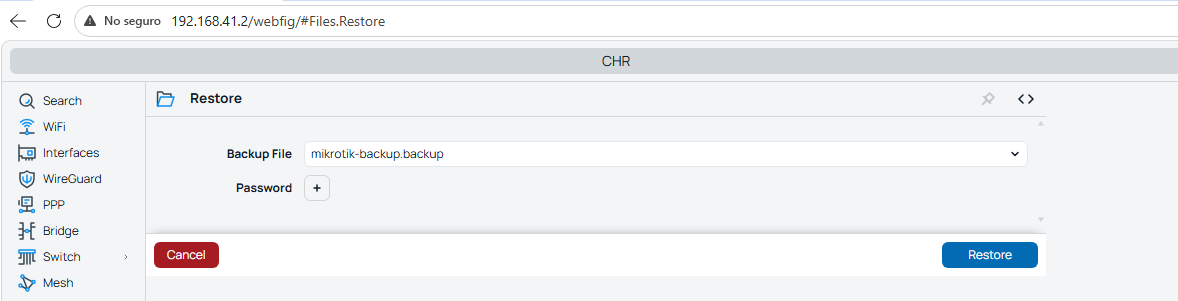 No seguro 192.168.41.2/webfig/#Files.Restore
CHR
Search
WiFi
Interfaces
WireGuard
PPP
Bridge
Switch
Mesh
Restore
Backup File mikrotik-backup.backup
Password +
Cancel Restore